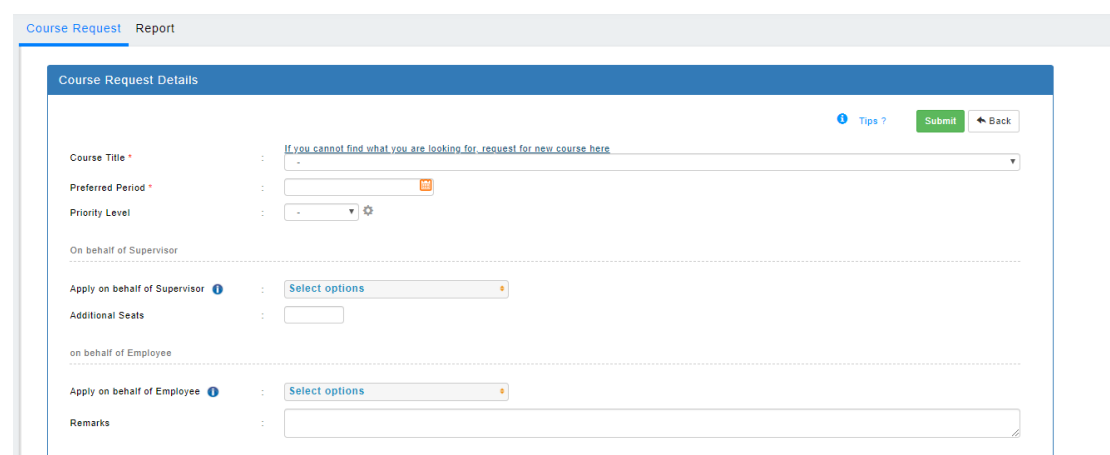 Course Request Report
Course Request Details
Tips ? Submit Back
If you cannot find what you are looking for, request for new course here
Course Title * : -
Preferred Period * :
Priority Level : -
On behalf of Supervisor
Apply on behalf of Supervisor : Select options
Additional Seats :
on behalf of Employee
Apply on behalf of Employee : Select options
Remarks :